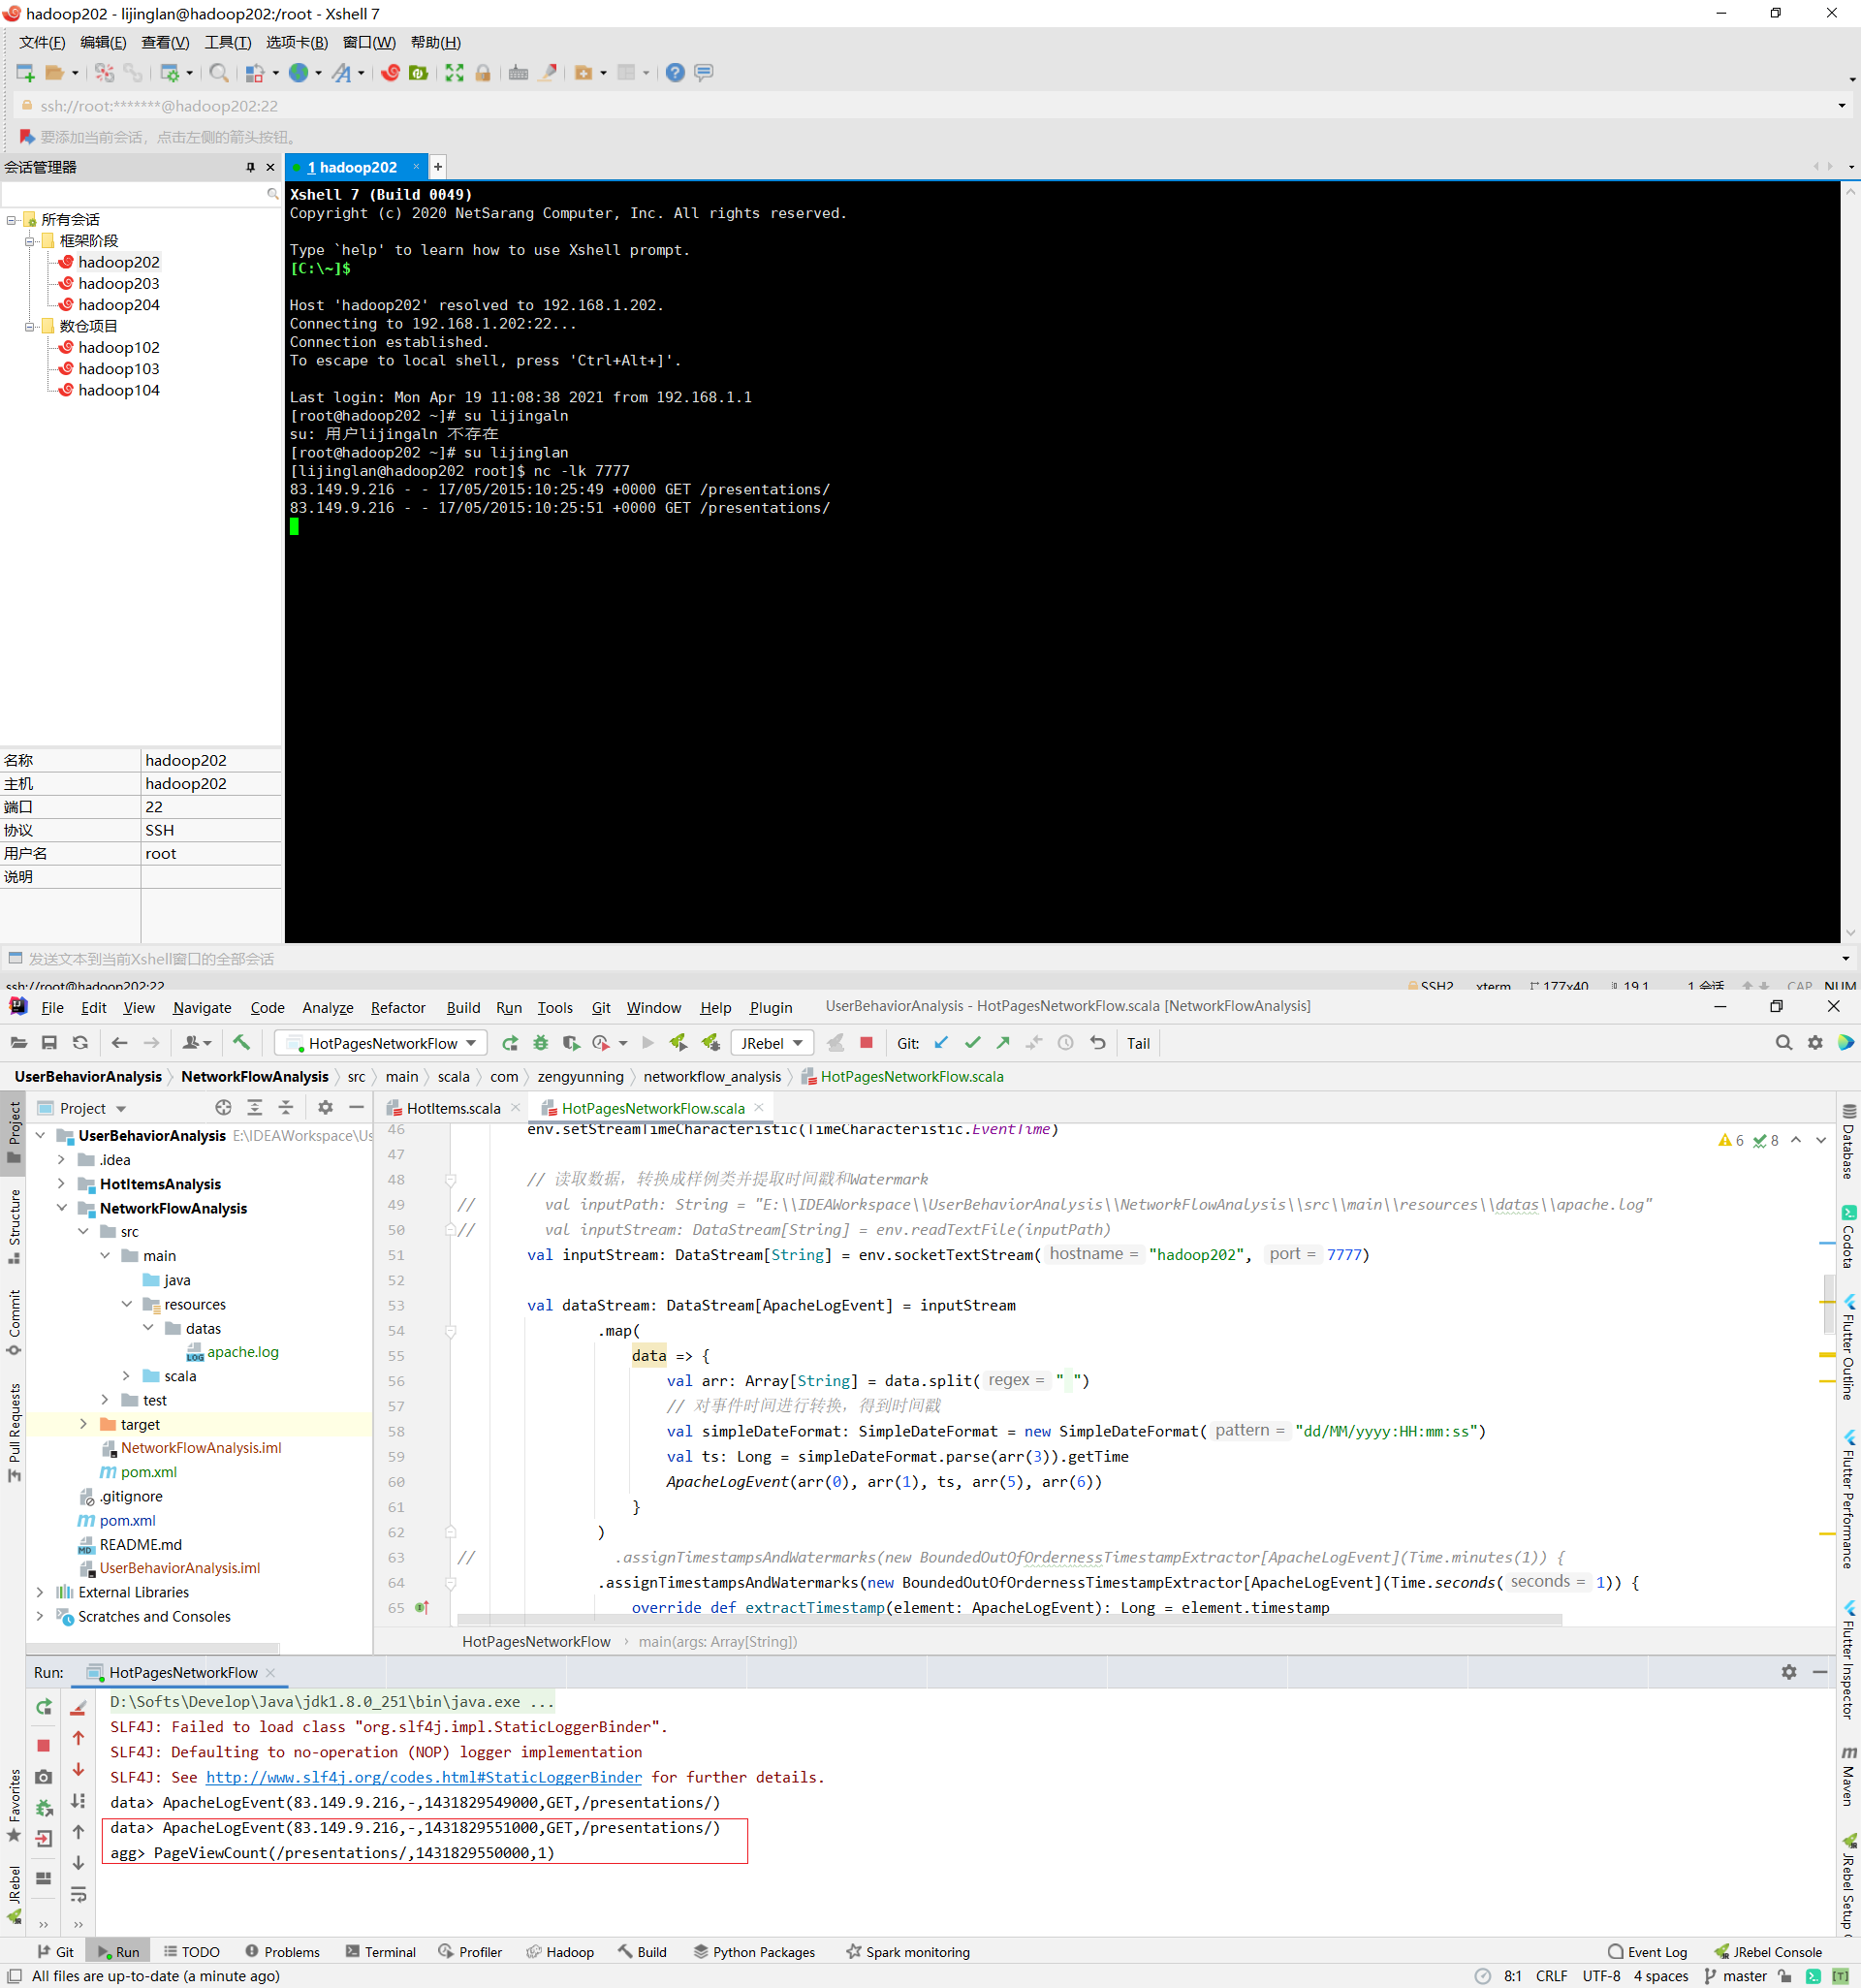 hadoop202 - lijinglan@hadoop202:/root - Xshell 7
文件(F) 编辑(E) 查看(V) 工具(T) 选项卡(B) 窗口(W) 帮助(H)
ssh://root:*******@hadoop202:22
要添加当前会话，点击左侧的箭头按钮。
会话管理器
1 hadoop202
所有会话
框架阶段
hadoop202
hadoop203
hadoop204
数仓项目
hadoop102
hadoop103
hadoop104
名称 hadoop202
主机 hadoop202
端口 22
协议 SSH
用户名 root
说明
Xshell 7 (Build 0049)
Copyright (c) 2020 NetSarang Computer, Inc. All rights reserved.
Type `help' to learn how to use Xshell prompt.
[C:\~]$
Host 'hadoop202' resolved to 192.168.1.202.
Connecting to 192.168.1.202:22...
Connection established.
To escape to local shell, press 'Ctrl+Alt+]'.
Last login: Mon Apr 19 11:08:38 2021 from 192.168.1.1
[root@hadoop202 ~]# su lijingaln
su: 用户lijingaln 不存在
[root@hadoop202 ~]# su lijinglan
[lijinglan@hadoop202 root]$ nc -lk 7777
83.149.9.216 - - 17/05/2015:10:25:49 +0000 GET /presentations/
83.149.9.216 - - 17/05/2015:10:25:51 +0000 GET /presentations/
发送文本到当前Xshell窗口的全部会话
ssh://root@hadoop202:22 SSH2 xterm 177x40 19,1 1 会话 CAP NUM
File Edit View Navigate Code Analyze Refactor Build Run Tools Git Window Help Plugin UserBehaviorAnalysis - HotPagesNetworkFlow.scala [NetworkFlowAnalysis]
HotPagesNetworkFlow JRebel Git: Tail
UserBehaviorAnalysis NetworkFlowAnalysis src main scala com zengyunning networkflow_analysis HotPagesNetworkFlow.scala
Project
HotItems.scala HotPagesNetworkFlow.scala
UserBehaviorAnalysis E:\IDEAWorkspace\Us
.idea
HotItemsAnalysis
NetworkFlowAnalysis
src
main
java
resources
datas
apache.log
scala
test
target
NetworkFlowAnalysis.iml
pom.xml
.gitignore
pom.xml
README.md
UserBehaviorAnalysis.iml
External Libraries
Scratches and Consoles
6 8
46 env.setStreamTimeCharacteristic(TimeCharacteristic.EventTime)
47
48 // 读取数据，转换成样例类并提取时间戳和Watermark
49 // val inputPath: String = "E:\\IDEAWorkspace\\UserBehaviorAnalysis\\NetworkFlowAnalysis\\src\\main\\resources\\datas\\apache.log"
50 // val inputStream: DataStream[String] = env.readTextFile(inputPath)
51 val inputStream: DataStream[String] = env.socketTextStream( hostname = "hadoop202", port = 7777)
52
53 val dataStream: DataStream[ApacheLogEvent] = inputStream
54 .map(
55 data => {
56 val arr: Array[String] = data.split( regex = " ")
57 // 对事件时间进行转换，得到时间戳
58 val simpleDateFormat: SimpleDateFormat = new SimpleDateFormat( pattern = "dd/MM/yyyy:HH:mm:ss")
59 val ts: Long = simpleDateFormat.parse(arr(3)).getTime
60 ApacheLogEvent(arr(0), arr(1), ts, arr(5), arr(6))
61 }
62 )
63 // .assignTimestampsAndWatermarks(new BoundedOutOfOrdernessTimestampExtractor[ApacheLogEvent](Time.minutes(1)) {
64 .assignTimestampsAndWatermarks(new BoundedOutOfOrdernessTimestampExtractor[ApacheLogEvent](Time.seconds( seconds = 1)) {
65 override def extractTimestamp(element: ApacheLogEvent): Long = element.timestamp
HotPagesNetworkFlow main(args: Array[String])
Project
Structure
Commit
Pull Requests
Favorites
JRebel
Database
Codota
Flutter Outline
Flutter Performance
Flutter Inspector
Maven
JRebel Setup
Run: HotPagesNetworkFlow
D:\Softs\Develop\Java\jdk1.8.0_251\bin\java.exe ...
SLF4J: Failed to load class "org.slf4j.impl.StaticLoggerBinder".
SLF4J: Defaulting to no-operation (NOP) logger implementation
SLF4J: See http://www.slf4j.org/codes.html#StaticLoggerBinder for further details.
data> ApacheLogEvent(83.149.9.216,-,1431829549000,GET,/presentations/)
data> ApacheLogEvent(83.149.9.216,-,1431829551000,GET,/presentations/)
agg> PageViewCount(/presentations/,1431829550000,1)
Git Run TODO Problems Terminal Profiler Hadoop Build Python Packages Spark monitoring Event Log JRebel Console
All files are up-to-date (a minute ago) 8:1 CRLF UTF-8 4 spaces master